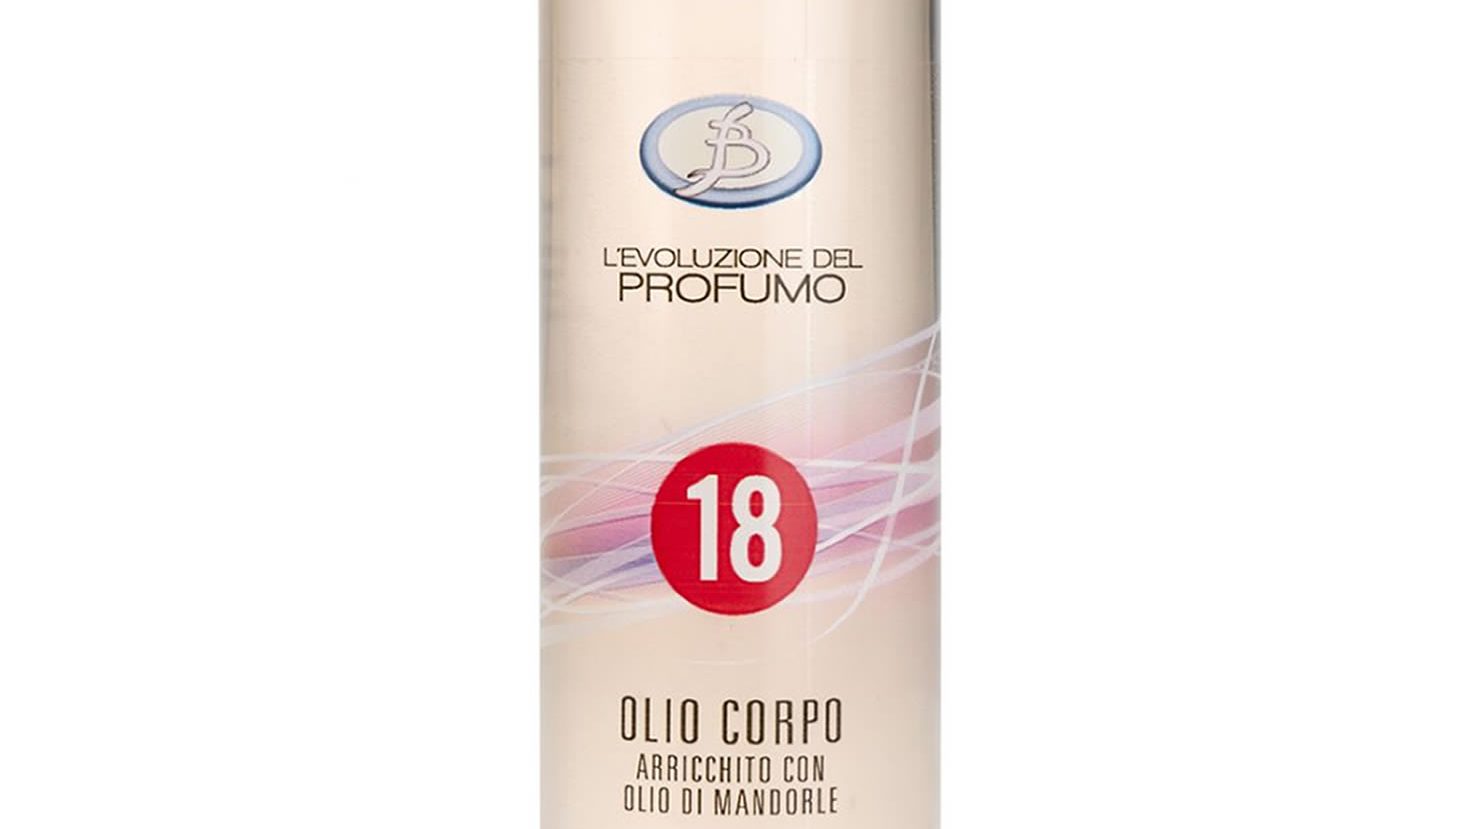 B
L'EVOLUZIONE DEL
PROFUMO
18
OLIO CORPO
ARRICCHITO CON
OLIO DI MANDORLE